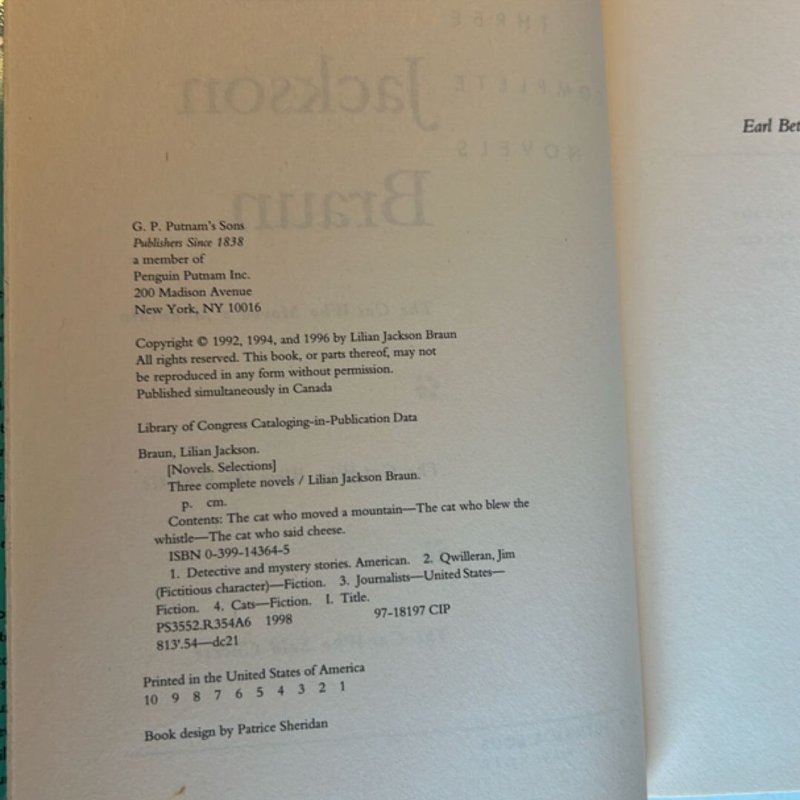 G. P. Putnam's Sons
Publishers Since 1838
a member of
Penguin Putnam Inc.
200 Madison Avenue
New York, NY 10016
Copyright © 1992, 1994, and 1996 by Lilian Jackson Braun
All rights reserved. This book, or parts thereof, may not
be reproduced in any form without permission.
Published simultaneously in Canada
Library of Congress Cataloging-in-Publication Data
Braun, Lilian Jackson.
[Novels. Selections]
Three complete novels / Lilian Jackson Braun.
p. cm.
Contents: The cat who moved a mountain—The cat who blew the
whistle—The cat who said cheese.
ISBN 0-399-14364-5
1. Detective and mystery stories. American. 2. Qwilleran, Jim
(Fictitious character)—Fiction. 3. Journalists—United States—
Fiction. 4. Cats—Fiction. I. Title.
PS3552.R354A6 1998 97-18197 CIP
813'.54—dc21
Printed in the United States of America
10 9 8 7 6 5 4 3 2 1
Book design by Patrice Sheridan
Earl Bet